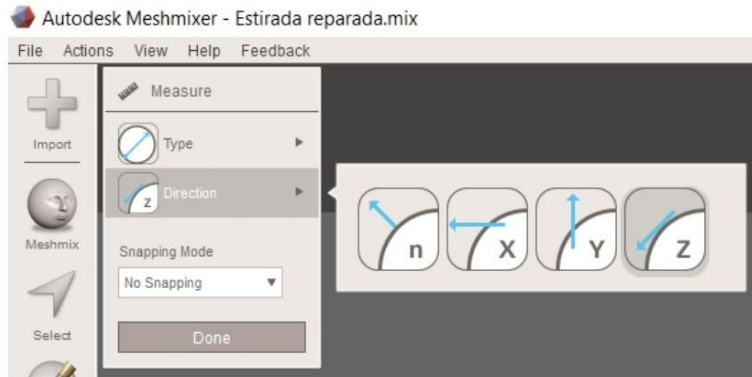 Autodesk Meshmixer - Estirada reparada.mix
File Actions View Help Feedback
Import
Meshmix
Select
Measure
Type
z Direction
Snapping Mode
No Snapping
Done
n X Y Z